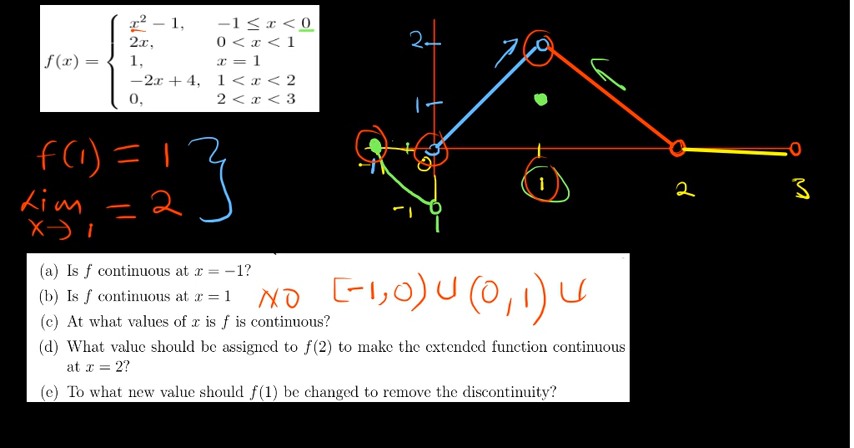 f(x) = { x² − 1, −1 ≤ x < 0
2x, 0 < x < 1
1, x = 1
−2x + 4, 1 < x < 2
0, 2 < x < 3
2
1
-1
0
1
2
3
-1
f(1) = 1
Lim = 2
x→1
(a) Is f continuous at x = −1?
(b) Is f continuous at x = 1 NO [-1,0) ∪ (0,1) ∪
(c) At what values of x is f is continuous?
(d) What value should be assigned to f(2) to make the extended function continuous
at x = 2?
(e) To what new value should f(1) be changed to remove the discontinuity?